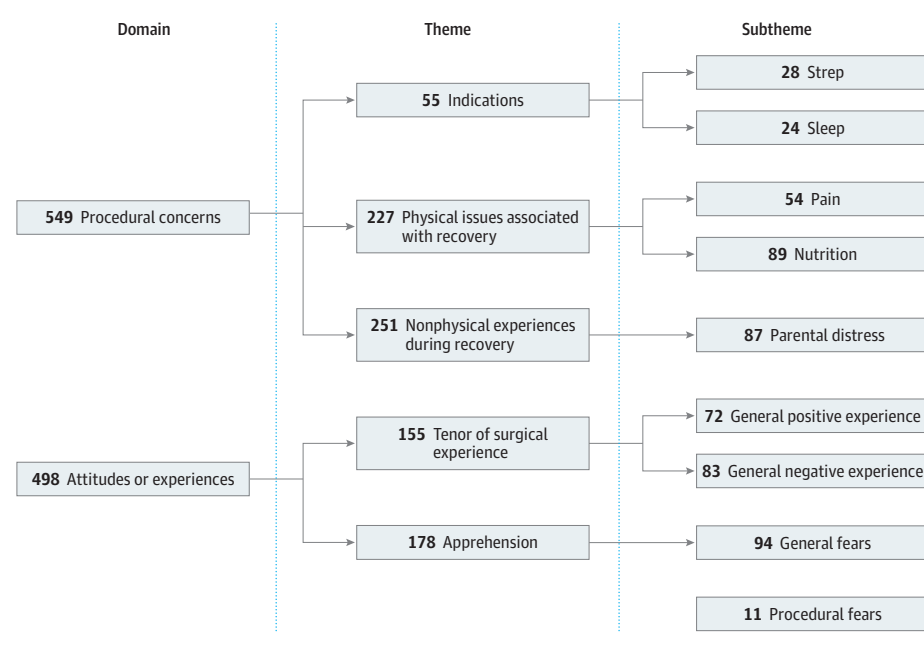 Domain
Theme
Subtheme
549 Procedural concerns
55 Indications
28 Strep
24 Sleep
227 Physical issues associated
with recovery
54 Pain
89 Nutrition
251 Nonphysical experiences
during recovery
87 Parental distress
498 Attitudes or experiences
155 Tenor of surgical
experience
72 General positive experience
83 General negative experience
178 Apprehension
94 General fears
11 Procedural fears